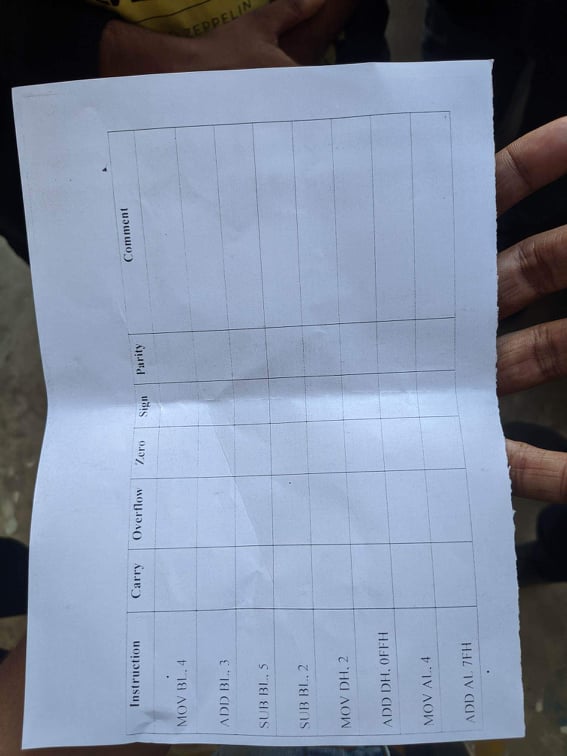 ZEPPELIN
Instruction Carry Overflow Zero Sign Parity Comment
MOV BL, 4
ADD BL, 3
SUB BL, 5
SUB BL, 2
MOV DH, 2
ADD DH, 0FFH
MOV AL, 4
ADD AL, 7FH